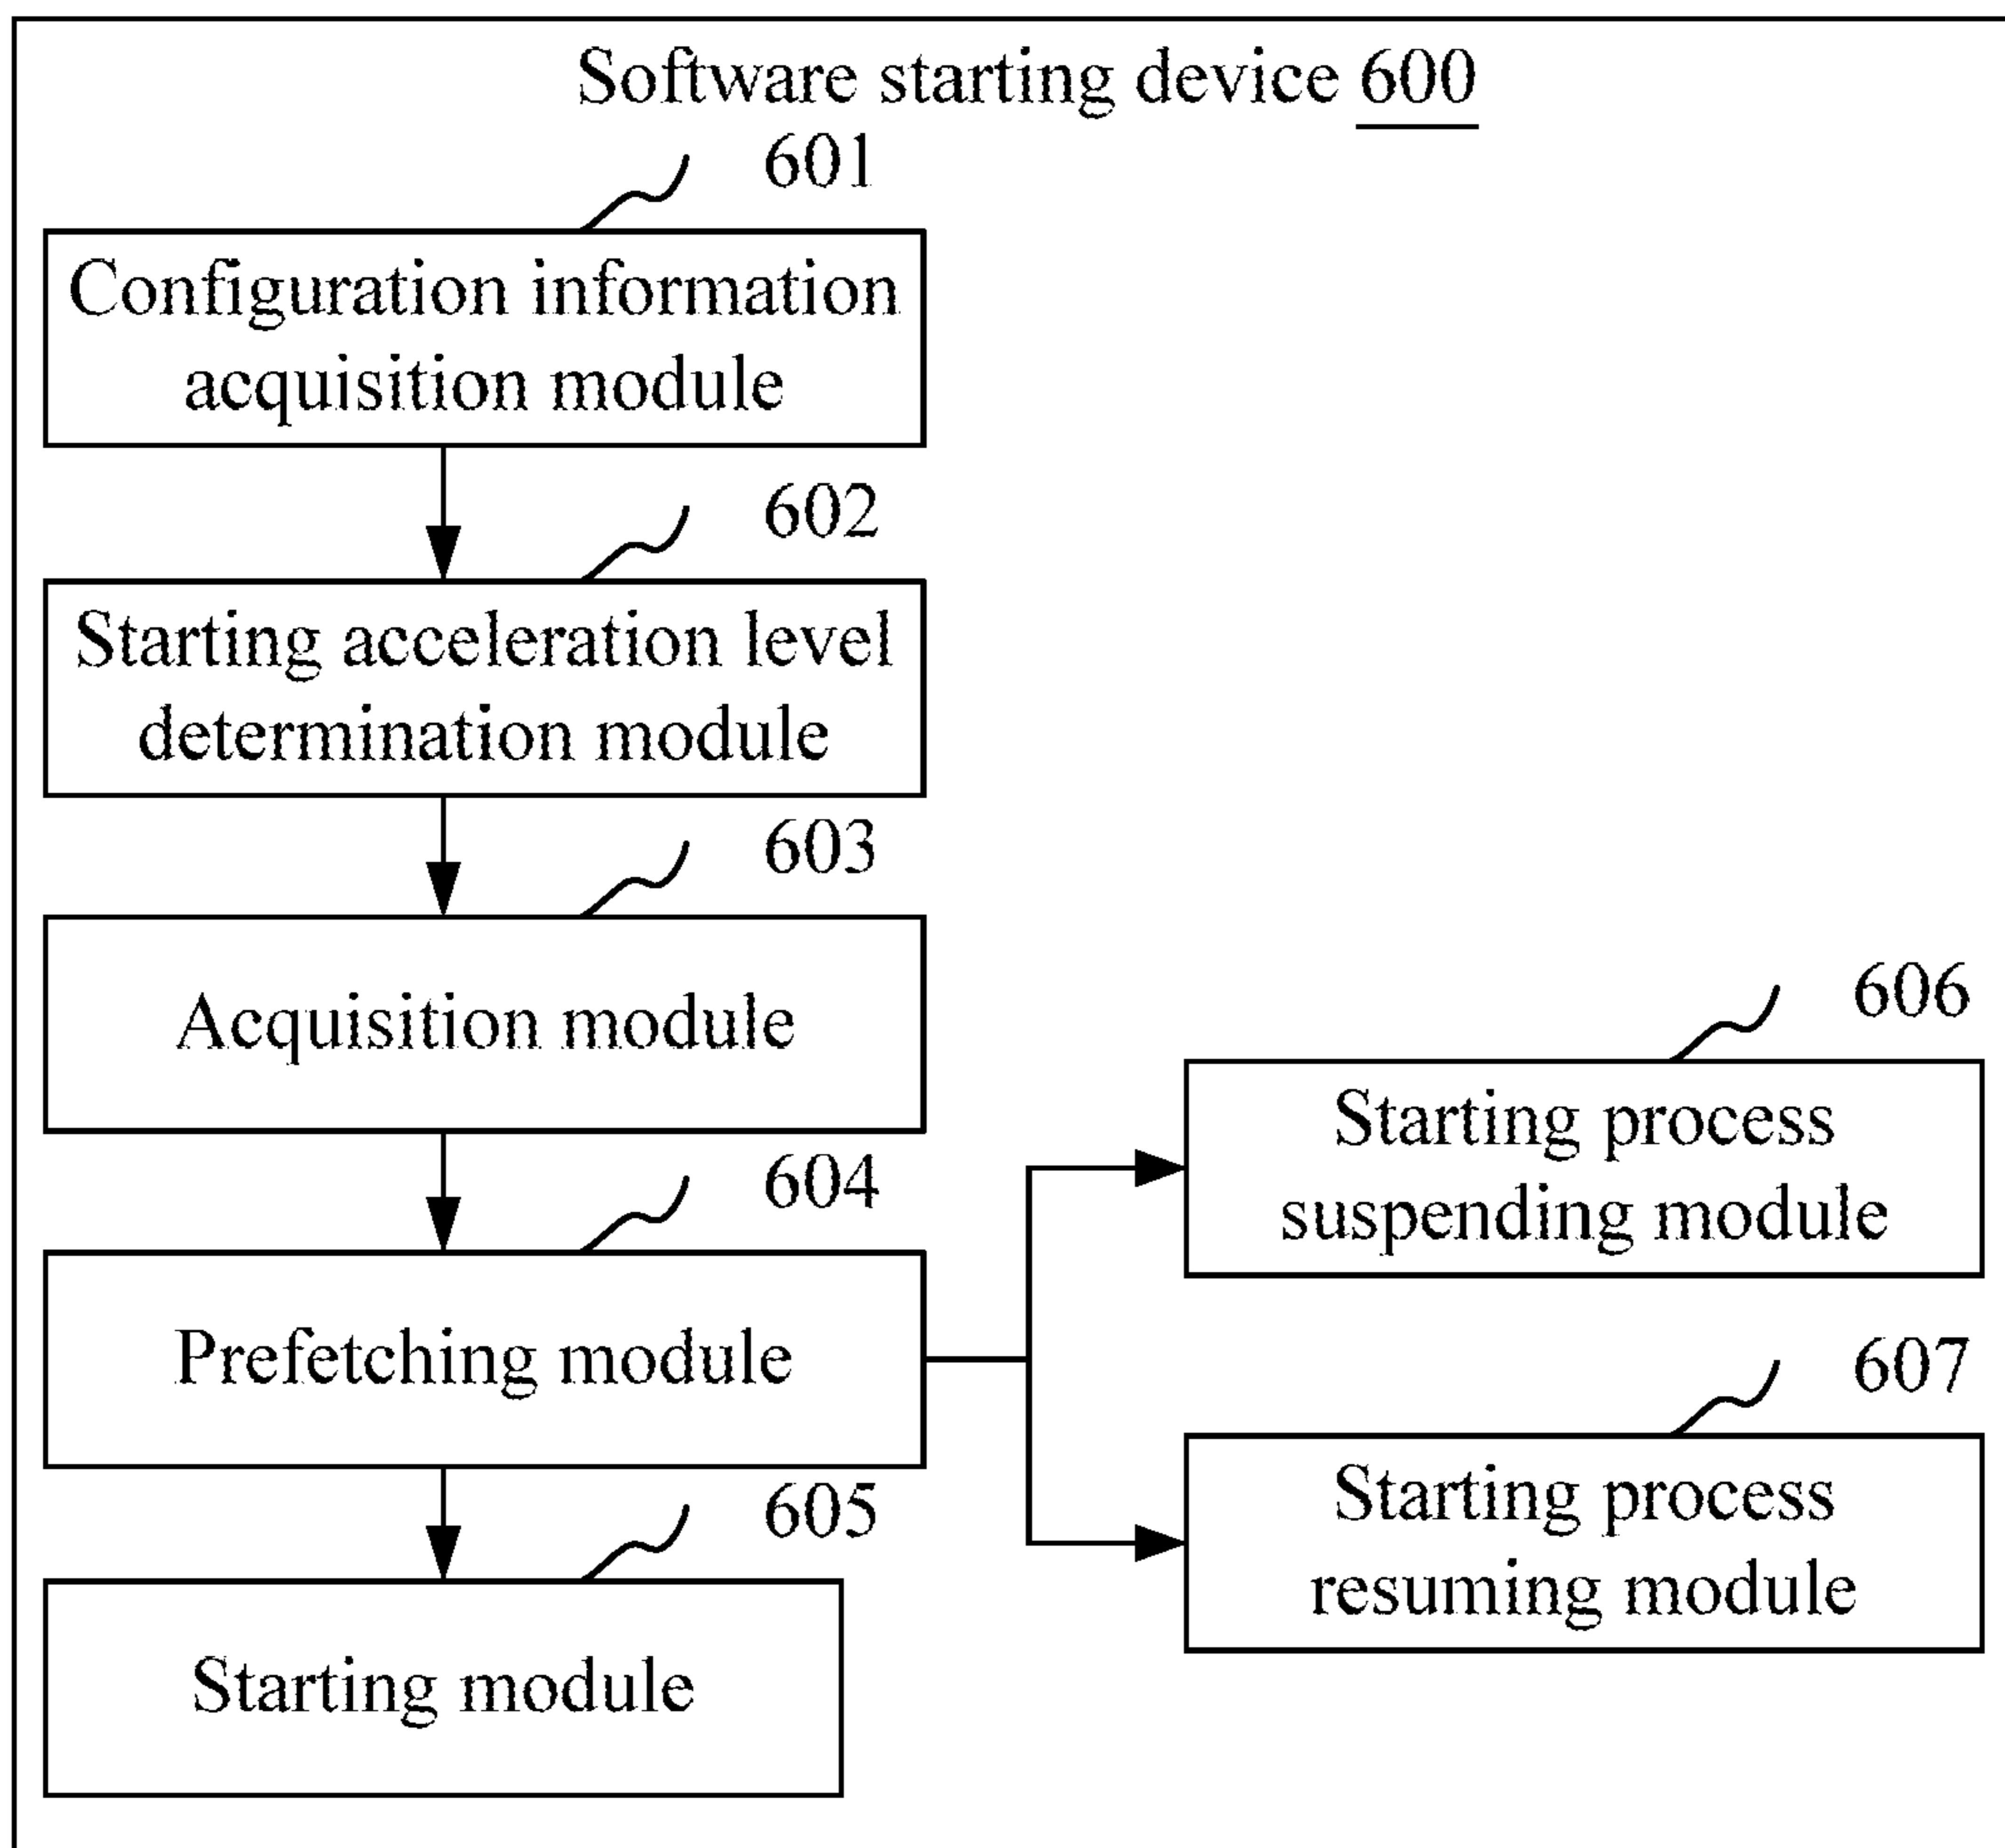 Software starting device 600
601
Configuration information
acquisition module
602
Starting acceleration level
determination module
603
Acquisition module
604
Prefetching module
605
Starting module
606
Starting process
suspending module
607
Starting process
resuming module